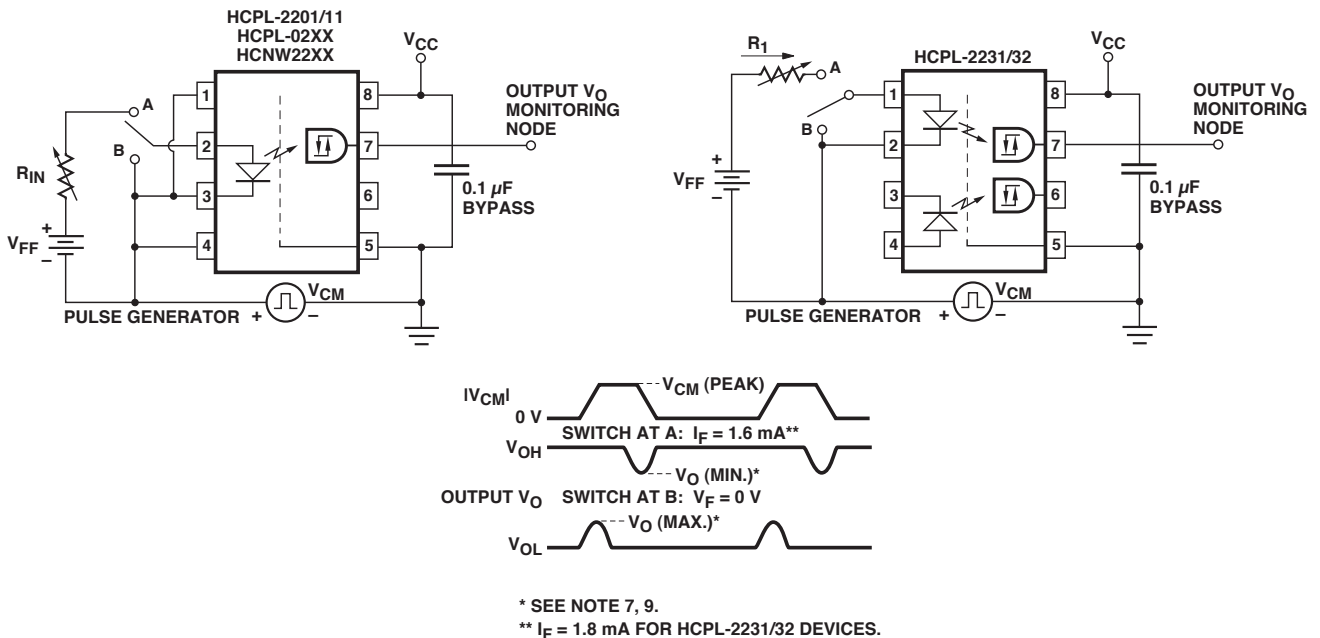 HCPL-2201/11
HCPL-02XX
HCNW22XX
VCC
A
B
RIN
VFF
+
–
1
2
3
4
8
7
6
5
OUTPUT VO
MONITORING
NODE
0.1 µF
BYPASS
VCM
PULSE GENERATOR + –
R1
A
B
HCPL-2231/32
VCC
VFF
+
–
1
2
3
4
8
7
6
5
OUTPUT VO
MONITORING
NODE
0.1 µF
BYPASS
VCM
PULSE GENERATOR + –
|VCM|
0 V
VCM (PEAK)
SWITCH AT A: IF = 1.6 mA**
VOH
VO (MIN.)*
OUTPUT VO SWITCH AT B: VF = 0 V
VO (MAX.)*
VOL
* SEE NOTE 7, 9.
** IF = 1.8 mA FOR HCPL-2231/32 DEVICES.